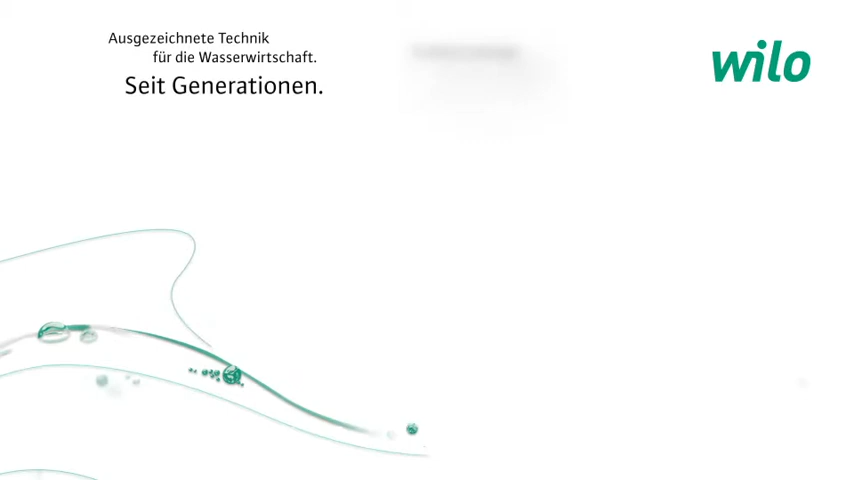 Ausgezeichnete Technik
für die Wasserwirtschaft.
Seit Generationen.
wilo